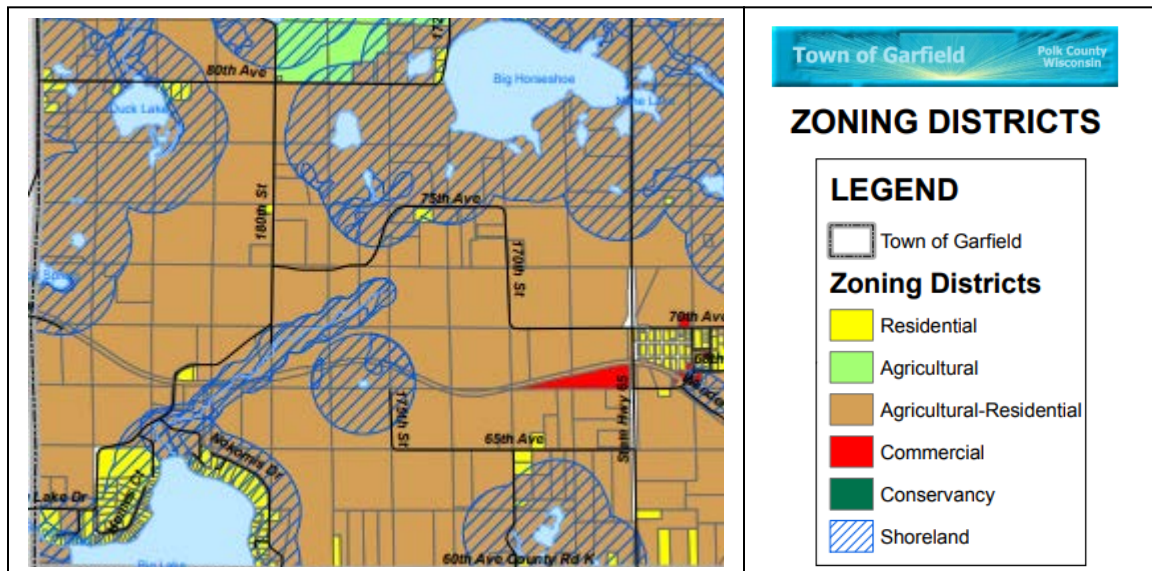 80th Ave
Duck Lake
Big Horseshoe
180th St
75th Ave
170th St
70th Ave
State Hwy 65
175th St
65th Ave
Nokomis Dr
Lake Dr
60th Ave County Rd K
Big Lake
Town of Garfield
Polk County
Wisconsin
ZONING DISTRICTS
LEGEND
Town of Garfield
Zoning Districts
Residential
Agricultural
Agricultural-Residential
Commercial
Conservancy
Shoreland